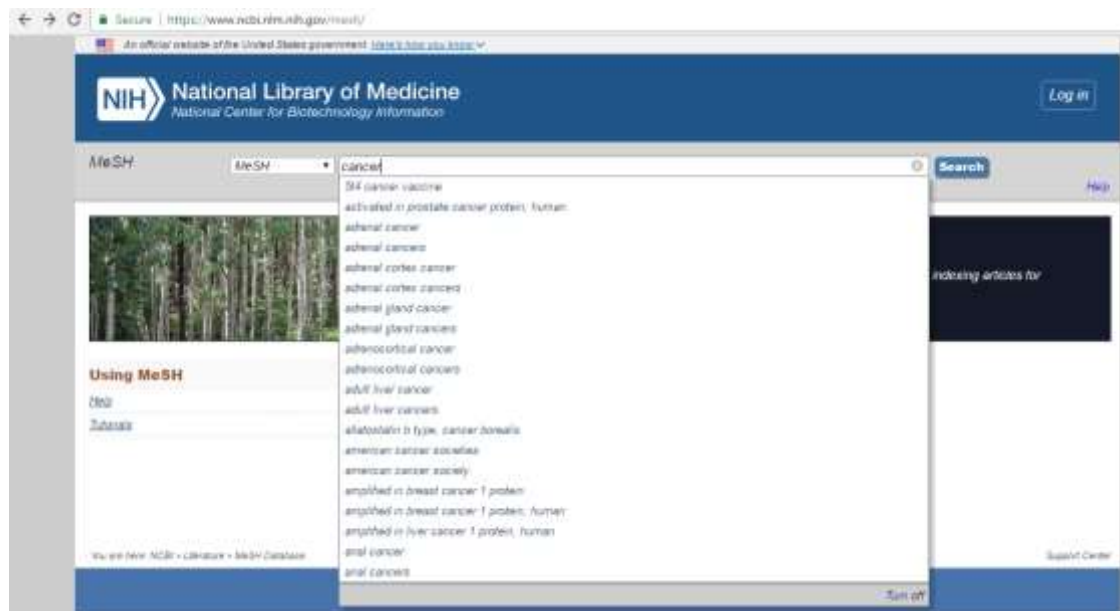 Secure | https://www.ncbi.nlm.nih.gov/mesh/
An official website of the United States government Here's how you know
NIH National Library of Medicine
National Center for Biotechnology Information
Log in
MeSH MeSH cancer Search
Help
5t4 cancer vaccine
activated in prostate cancer protein, human
adrenal cancer
adrenal cancers
adrenal cortex cancer
adrenal cortex cancers
adrenal gland cancer
adrenal gland cancers
adrenocortical cancer
adrenocortical cancers
adult liver cancer
adult liver cancers
allatostatin b type, cancer borealis
american cancer societies
american cancer society
amplified in breast cancer 1 protein
amplified in breast cancer 1 protein, human
amplified in liver cancer 1 protein, human
anal cancer
anal cancers
Turn off
indexing articles for
Using MeSH
Help
Tutorials
You are here: NCBI > Literature > MeSH Database
Support Center